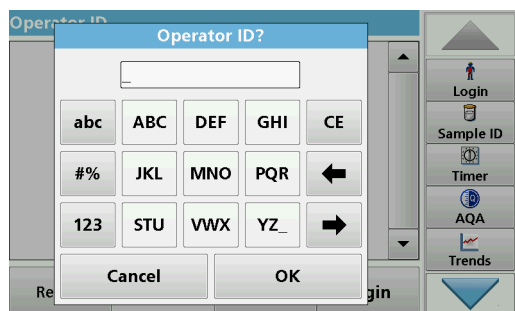 Operator ID
Operator ID?
_
abc ABC DEF GHI CE
#% JKL MNO PQR
123 STU VWX YZ_
Cancel OK
Login
Sample ID
Timer
AQA
Trends